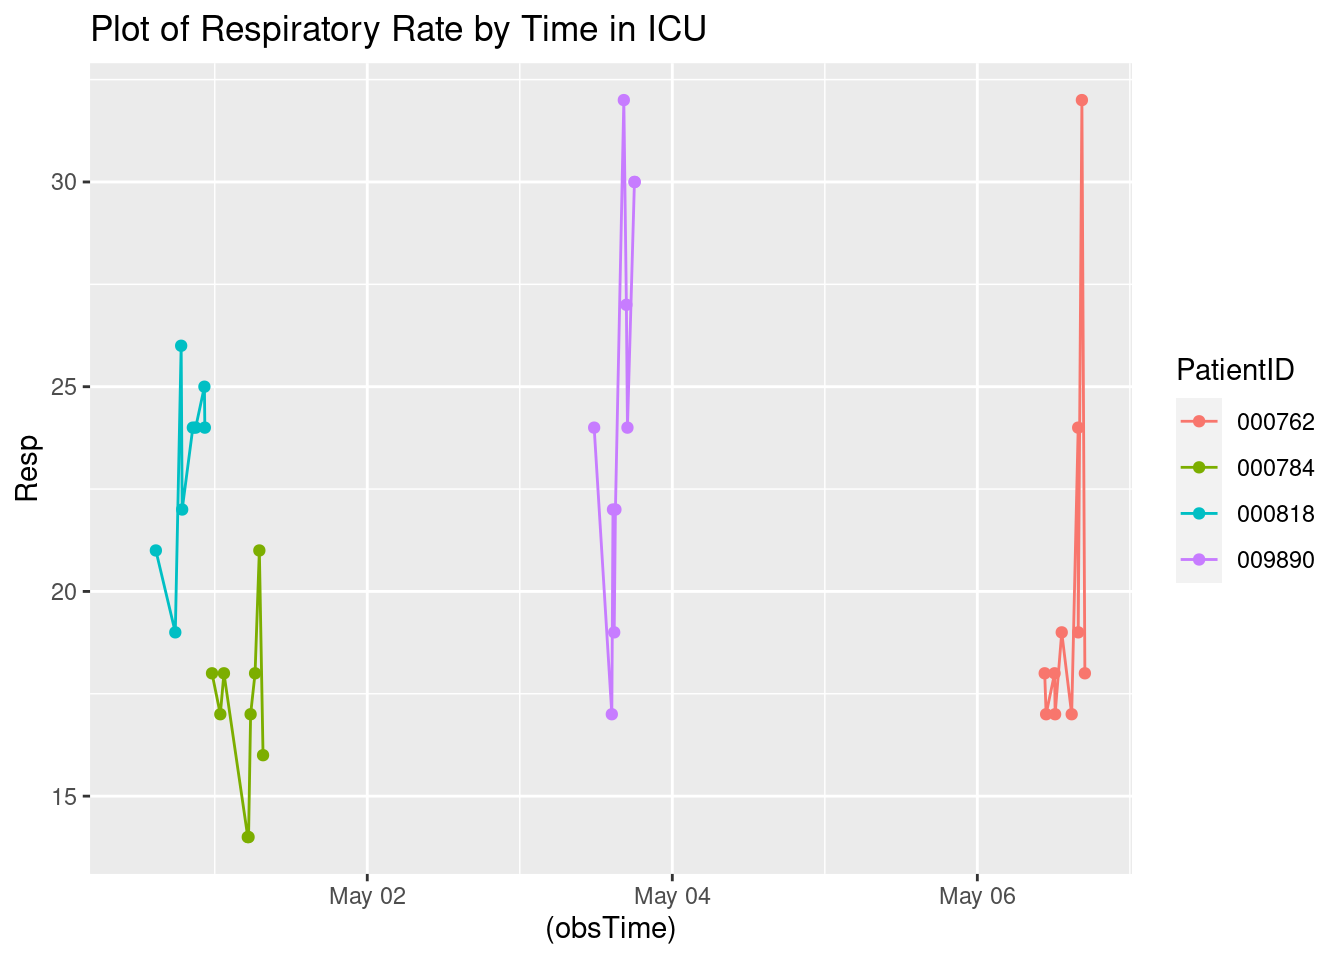 Plot of Respiratory Rate by Time in ICU
30
25
20
15
Resp
May 02
May 04
May 06
(obsTime)
PatientID
000762
000784
000818
009890